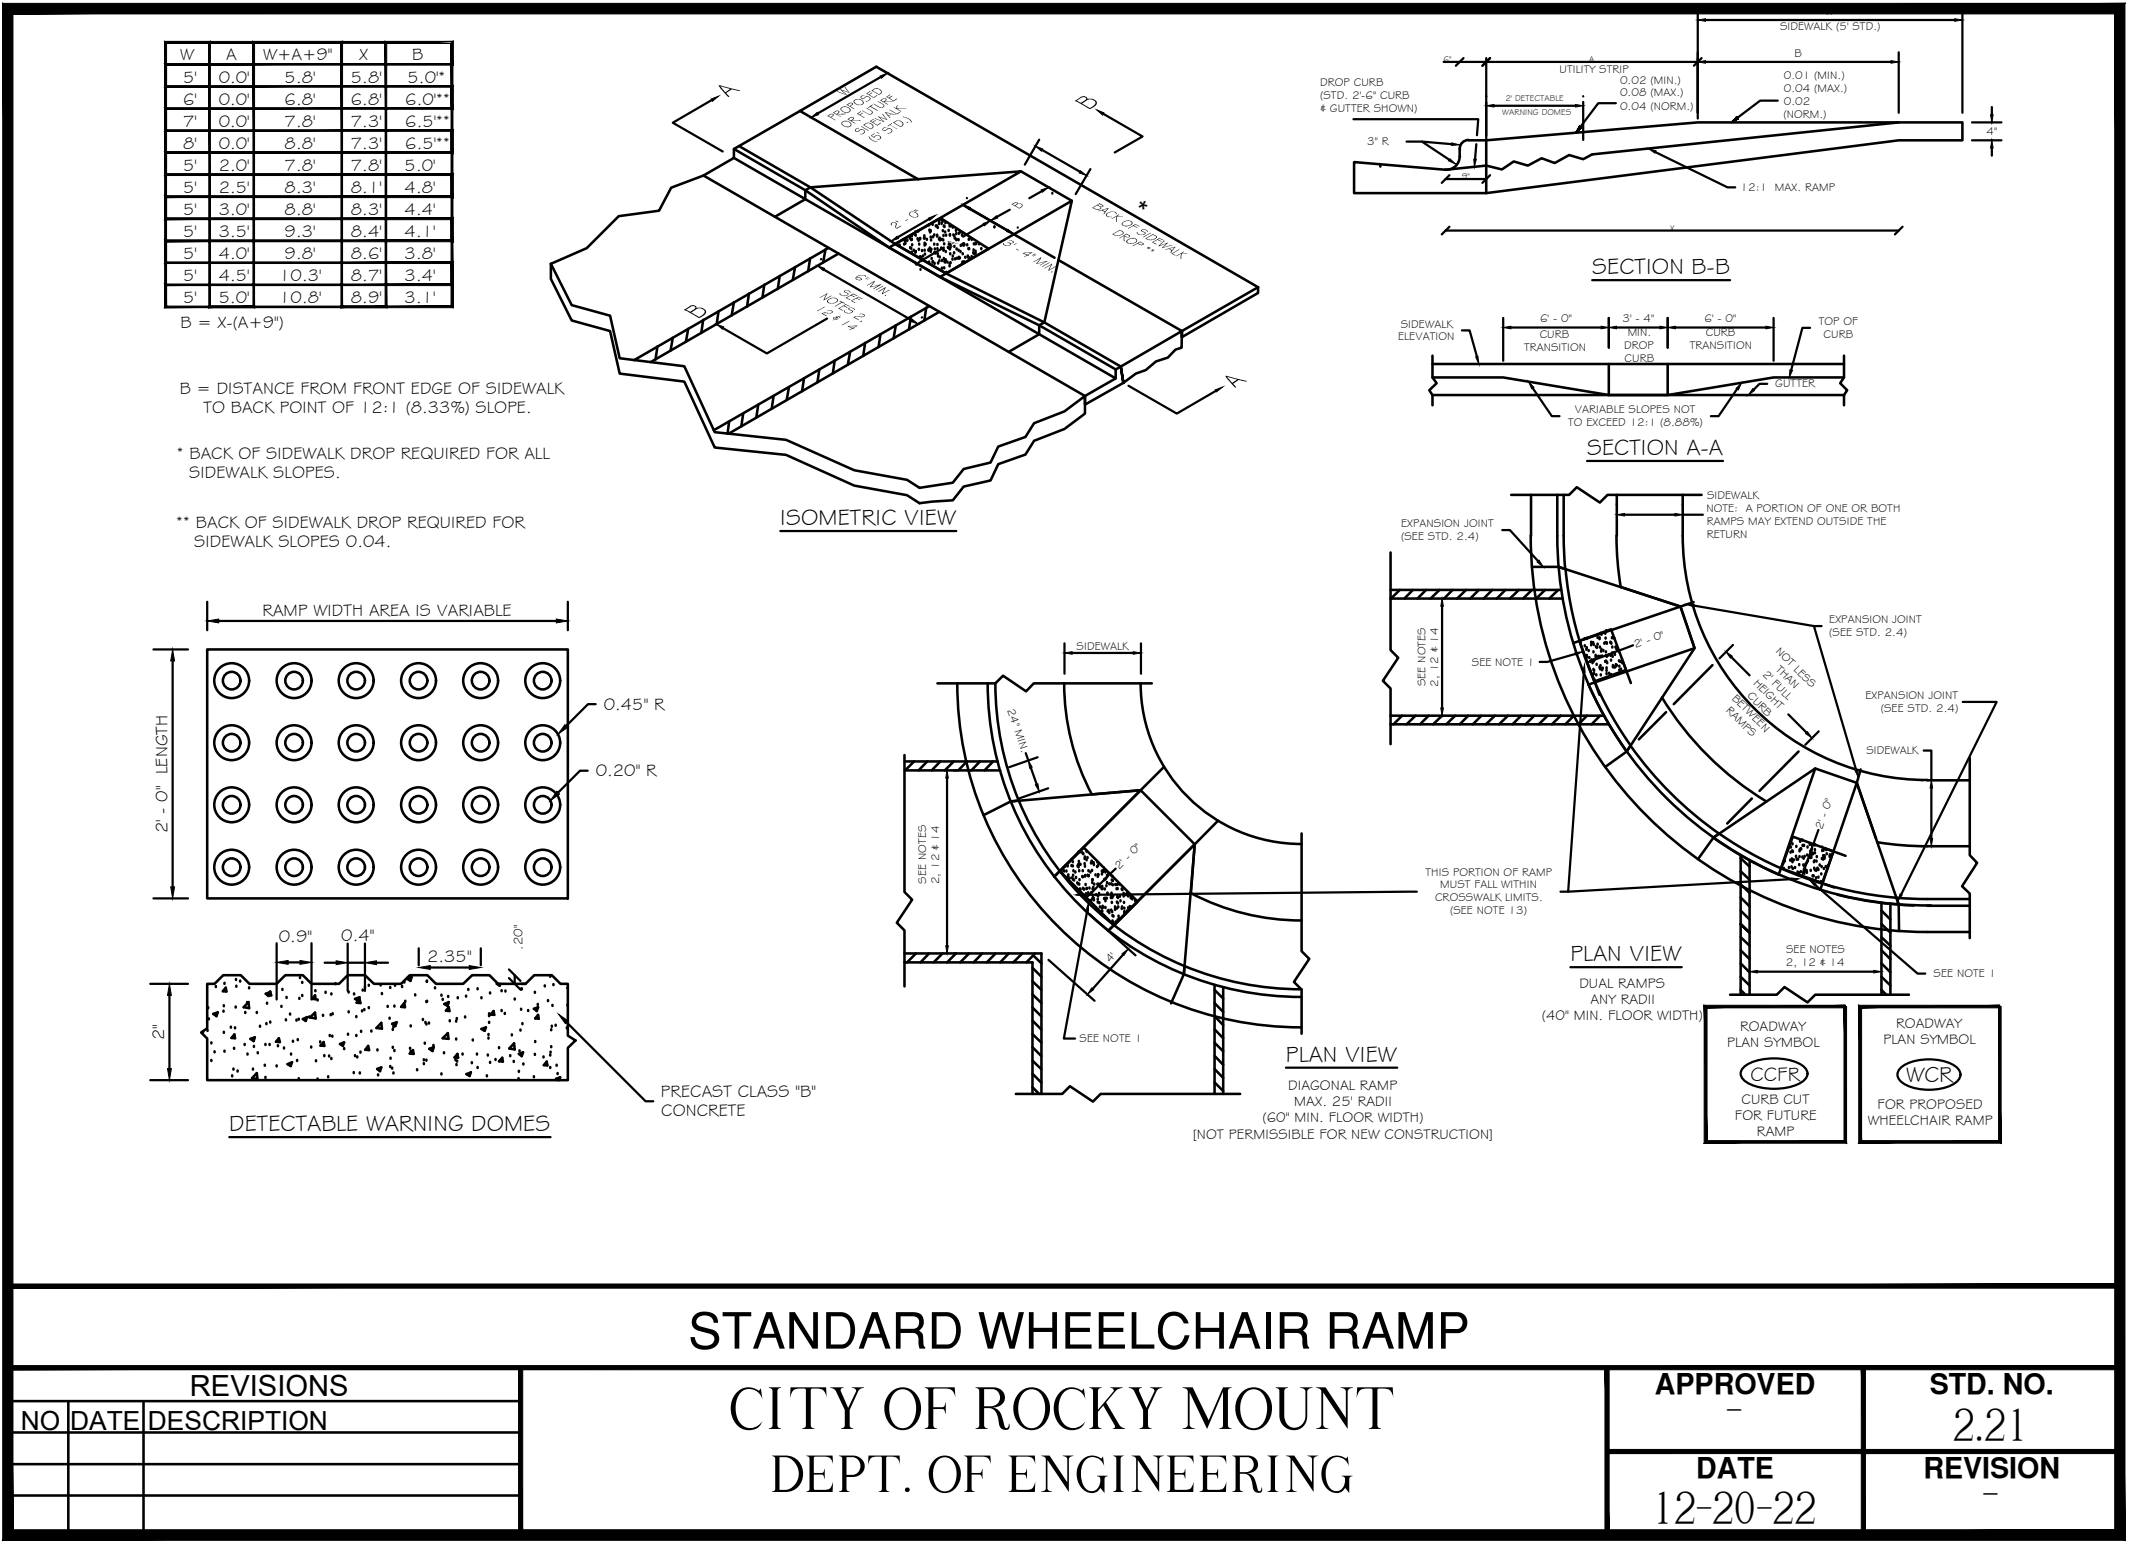 W A W+A+9" X B
5' 0.0' 5.8' 5.8' 5.0'*
6' 0.0' 6.8' 6.8' 6.0'**
7' 0.0' 7.8' 7.3' 6.5'**
8' 0.0' 8.8' 7.3' 6.5'**
5' 2.0' 7.8' 7.8' 5.0'
5' 2.5' 8.3' 8.1' 4.8'
5' 3.0' 8.8' 8.3' 4.4'
5' 3.5' 9.3' 8.4' 4.1'
5' 4.0' 9.8' 8.6' 3.8'
5' 4.5' 10.3' 8.7' 3.4'
5' 5.0' 10.8' 8.9' 3.1'
B = X-(A+9")
B = DISTANCE FROM FRONT EDGE OF SIDEWALK
TO BACK POINT OF 12:1 (8.33%) SLOPE.
* BACK OF SIDEWALK DROP REQUIRED FOR ALL
SIDEWALK SLOPES.
** BACK OF SIDEWALK DROP REQUIRED FOR
SIDEWALK SLOPES 0.04.
A
B
W
PROPOSED
OR FUTURE
SIDEWALK
(5' STD.)
*
BACK OF SIDEWALK
DROP **
2' - 0"
B
3' - 4" MIN.
6' MIN.
SEE
NOTES 2,
12 & 14
B
A
ISOMETRIC VIEW
SIDEWALK (5' STD.)
6"
A
UTILITY STRIP
B
DROP CURB
(STD. 2'-6" CURB
& GUTTER SHOWN)
2' DETECTABLE
WARNING DOMES
0.02 (MIN.)
0.08 (MAX.)
0.04 (NORM.)
0.01 (MIN.)
0.04 (MAX.)
0.02
(NORM.)
3" R
9"
4"
12:1 MAX. RAMP
X
SECTION B-B
SIDEWALK
ELEVATION
6' - 0"
CURB
TRANSITION
3' - 4"
MIN.
DROP
CURB
6' - 0"
CURB
TRANSITION
TOP OF
CURB
GUTTER
VARIABLE SLOPES NOT
TO EXCEED 12:1 (8.88%)
SECTION A-A
RAMP WIDTH AREA IS VARIABLE
2' - 0" LENGTH
0.45" R
0.20" R
0.9"
0.4"
2.35"
.20"
2"
PRECAST CLASS "B"
CONCRETE
DETECTABLE WARNING DOMES
SIDEWALK
24" MIN.
SEE NOTES
2, 12 & 14
2' - 0"
4'
SEE NOTE 1
PLAN VIEW
DIAGONAL RAMP
MAX. 25' RADII
(60" MIN. FLOOR WIDTH)
[NOT PERMISSIBLE FOR NEW CONSTRUCTION]
THIS PORTION OF RAMP
MUST FALL WITHIN
CROSSWALK LIMITS.
(SEE NOTE 13)
EXPANSION JOINT
(SEE STD. 2.4)
SIDEWALK
NOTE: A PORTION OF ONE OR BOTH
RAMPS MAY EXTEND OUTSIDE THE
RETURN
SEE NOTES
2, 12 & 14
SEE NOTE 1
2' - 0"
NOT LESS
THAN
2' FULL
HEIGHT
CURB
BETWEEN
RAMPS
EXPANSION JOINT
(SEE STD. 2.4)
EXPANSION JOINT
(SEE STD. 2.4)
SIDEWALK
2' - 0"
SEE NOTES
2, 12 & 14
SEE NOTE 1
PLAN VIEW
DUAL RAMPS
ANY RADII
(40" MIN. FLOOR WIDTH)
ROADWAY
PLAN SYMBOL
CCFR
CURB CUT
FOR FUTURE
RAMP
ROADWAY
PLAN SYMBOL
WCR
FOR PROPOSED
WHEELCHAIR RAMP
STANDARD WHEELCHAIR RAMP
REVISIONS
NO DATE DESCRIPTION
CITY OF ROCKY MOUNT
DEPT. OF ENGINEERING
APPROVED
-
STD. NO.
2.21
DATE
12-20-22
REVISION
-